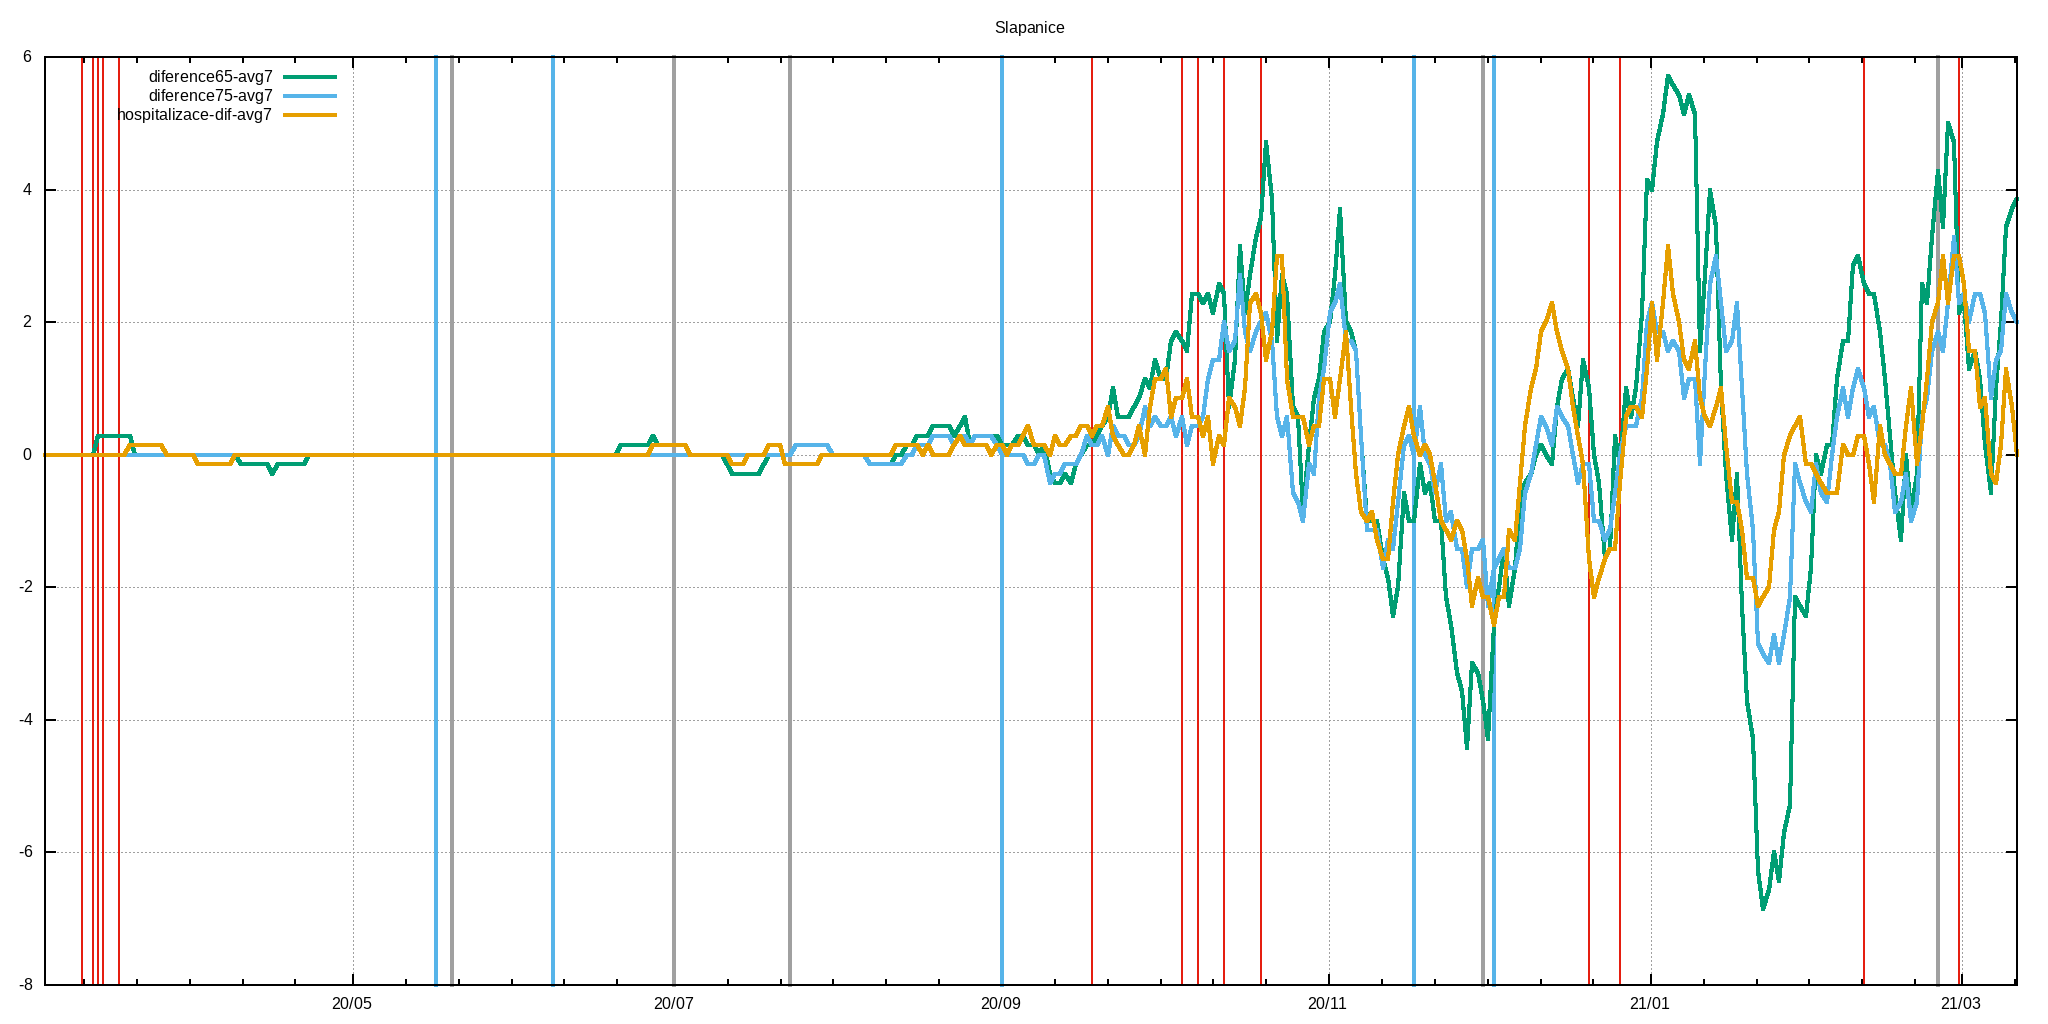 Slapanice
6
diference65-avg7
diference75-avg7
hospitalizace-dif-avg7
4
2
0
-2
-4
-6
-8
20/05 20/07 20/09 20/11 21/01 21/03